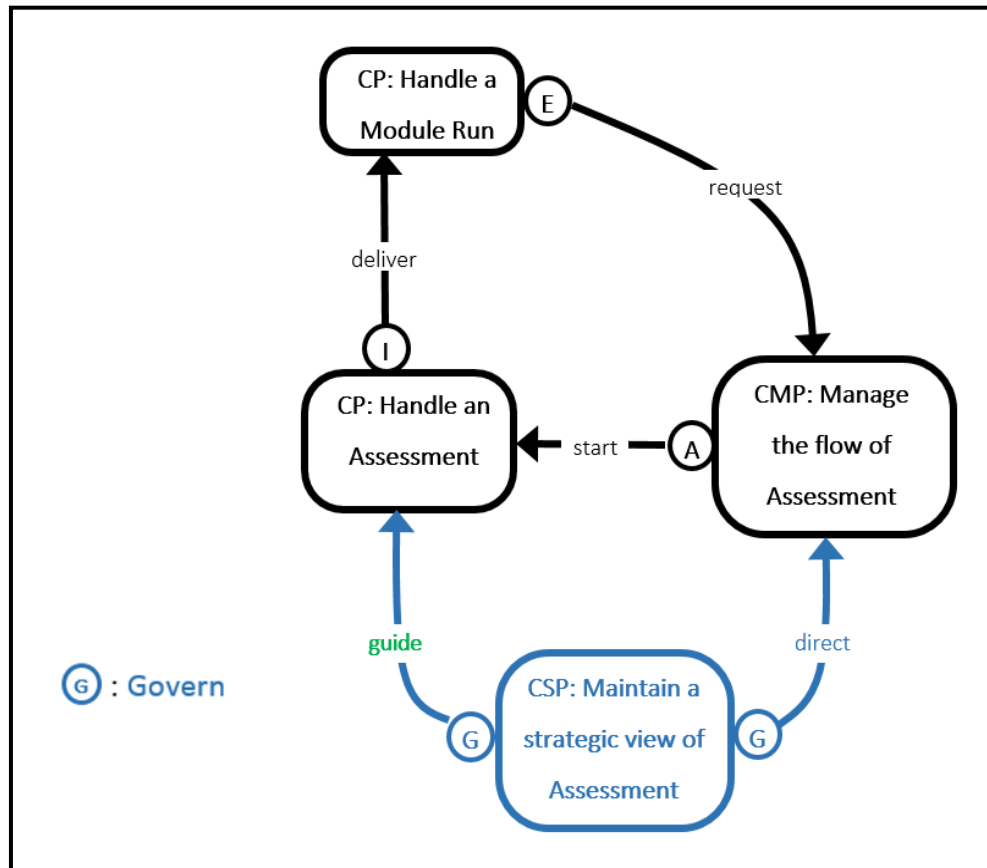 CP: Handle a
Module Run
E
request
deliver
I
CP: Handle an
Assessment
start
A
CMP: Manage
the flow of
Assessment
guide
direct
G : Govern
G
CSP: Maintain a
strategic view of
Assessment
G